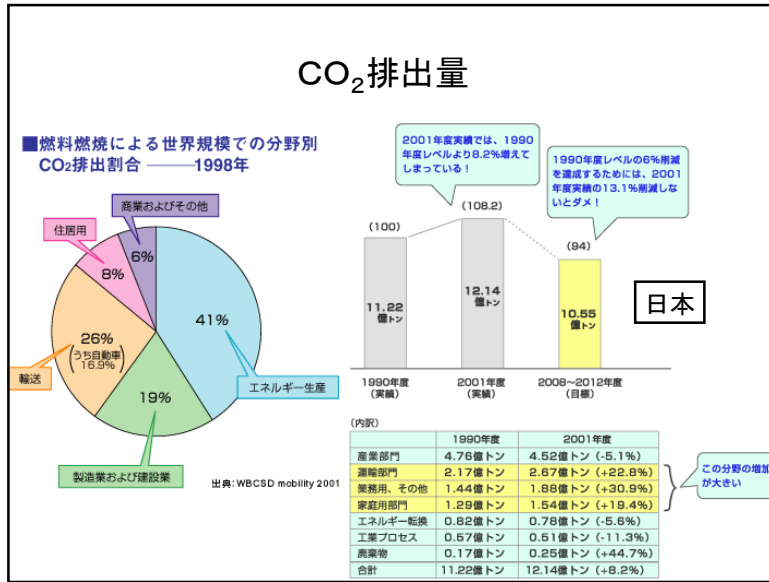 CO₂排出量
■燃料燃焼による世界規模での分野別
CO₂排出割合 ――― 1998年
商業およびその他
住居用
6%
8%
41%
26%
(うち自動車
16.9%)
輸送
エネルギー生産
19%
製造業および建設業
出典：WBCSD mobility 2001
2001年度実績では、1990
年度レベルより8.2%増えて
しまっている！
1990年度レベルの6%削減
を達成するためには、2001
年度実績の13.1%削減しな
いとダメ！
(100)
(108.2)
(94)
11.22
億トン
12.14
億トン
10.55
億トン
日本
1990年度
(実績)
2001年度
(実績)
2008～2012年度
(目標)
(内訳)
1990年度 2001年度
産業部門 4.76億トン 4.52億トン (-5.1%)
運輸部門 2.17億トン 2.67億トン (+22.8%)
業務用、その他 1.44億トン 1.88億トン (+30.9%)
家庭用部門 1.29億トン 1.54億トン (+19.4%)
エネルギー転換 0.82億トン 0.78億トン (-5.6%)
工業プロセス 0.57億トン 0.51億トン (-11.3%)
廃棄物 0.17億トン 0.25億トン (+44.7%)
合計 11.22億トン 12.14億トン (+8.2%)
この分野の増加
が大きい